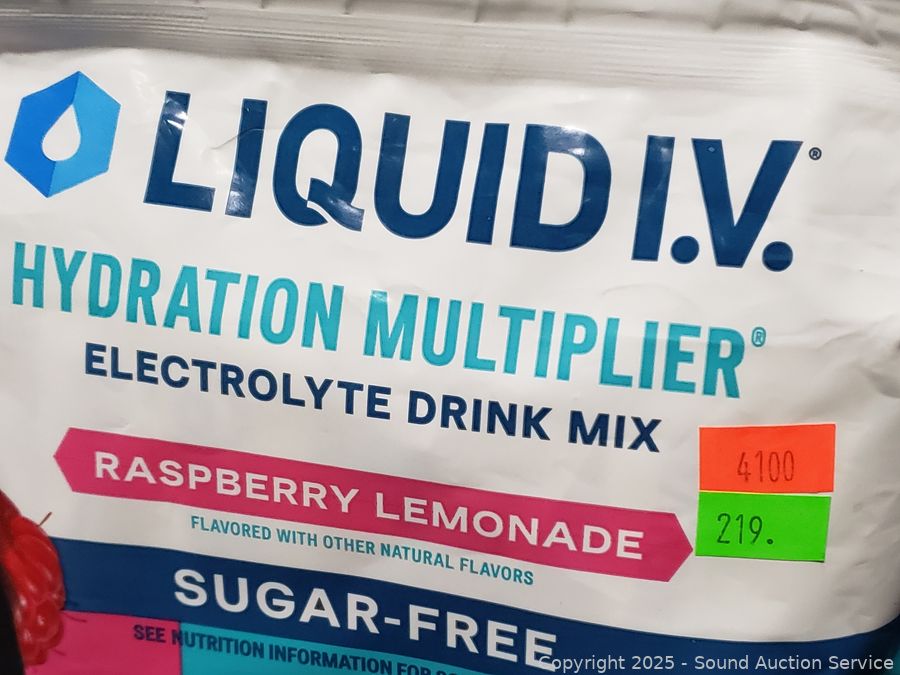 LIQUID I.V.®
HYDRATION MULTIPLIER®
ELECTROLYTE DRINK MIX
4100
RASPBERRY LEMONADE
219.
FLAVORED WITH OTHER NATURAL FLAVORS
SUGAR-FREE
SEE NUTRITION INFORMATION FOR
Copyright 2025 - Sound Auction Service